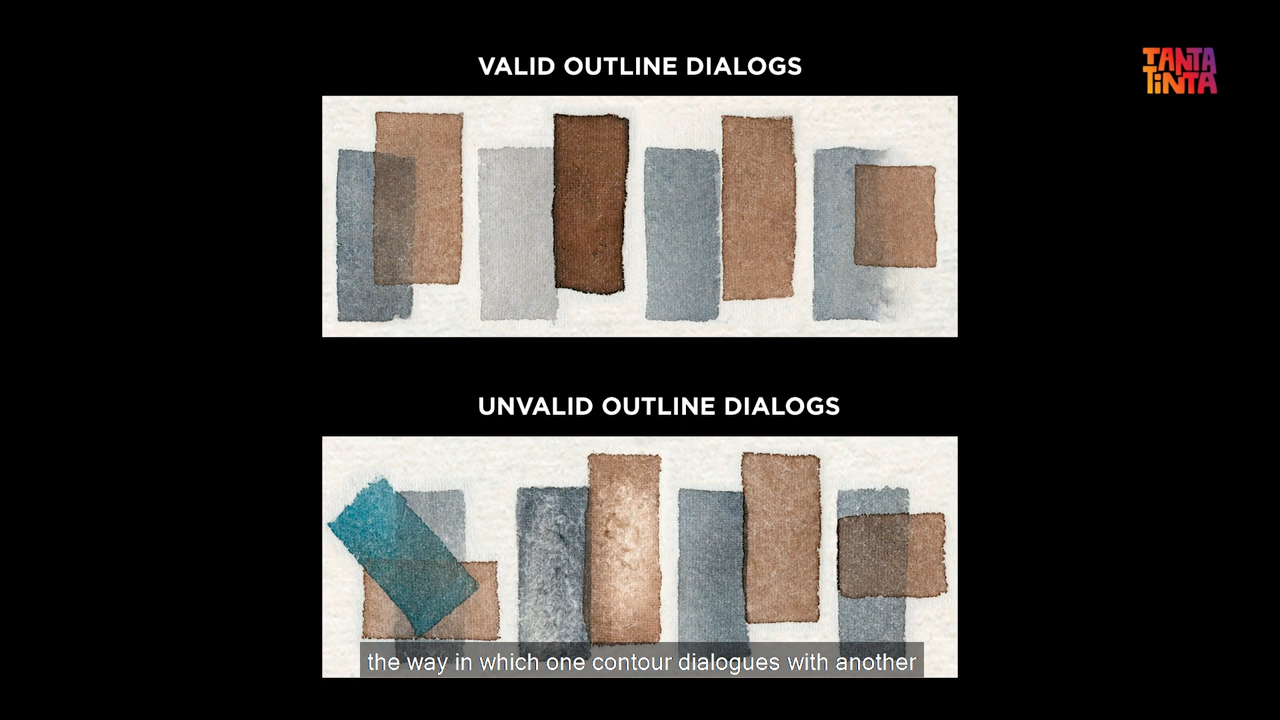 VALID OUTLINE DIALOGS
TANTA
TiNTA
UNVALID OUTLINE DIALOGS
the way in which one contour dialogues with another